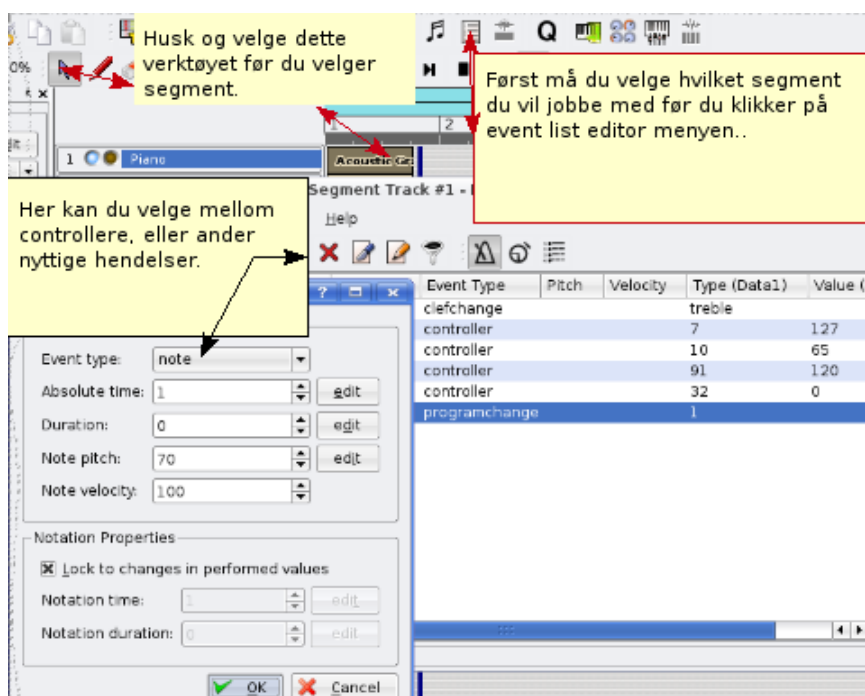 Husk og velge dette
verktøyet før du velger
segment.
Først må du velge hvilket segment
du vil jobbe med før du klikker på
event list editor menyen..
0%
Q
1
2
1 Piano
Acoustic Gr
Segment Track #1 -
Her kan du velge mellom
controllere, eller ander
nyttige hendelser.
Help
Event Type Pitch Velocity Type (Data1) Value (
clefchange treble
controller 7 127
controller 10 65
controller 91 120
controller 32 0
programchange 1
Event type: note
Absolute time: 1 edit
Duration: 0 edit
Note pitch: 70 edit
Note velocity: 100
Notation Properties
Lock to changes in performed values
Notation time: 1 edit
Notation duration: 0 edit
OK Cancel